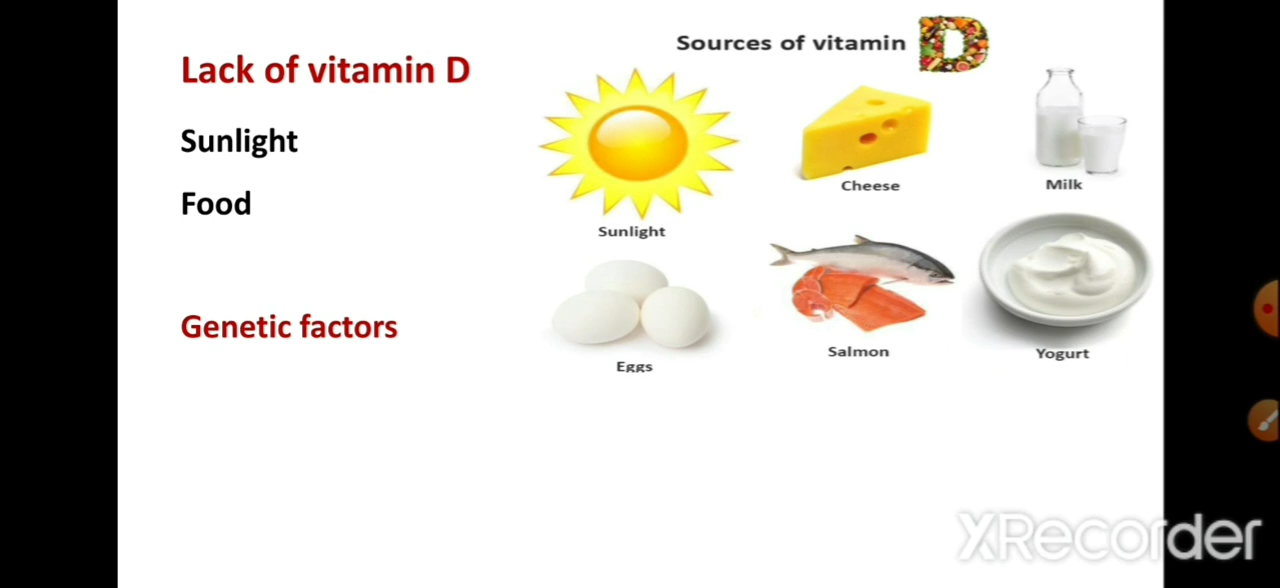 Lack of vitamin D
Sunlight
Food
Genetic factors
Sources of vitamin D
Sunlight
Cheese
Milk
Eggs
Salmon
Yogurt
XRecorder